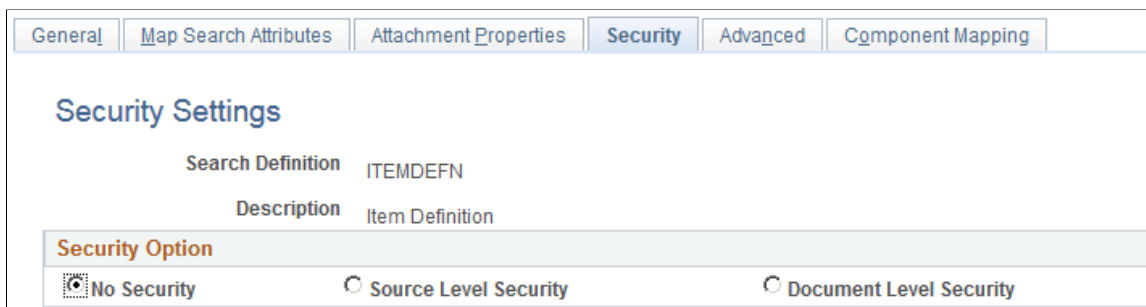 General Map Search Attributes Attachment Properties Security Advanced Component Mapping
Security Settings
Search Definition ITEMDEFN
Description Item Definition
Security Option
No Security Source Level Security Document Level Security